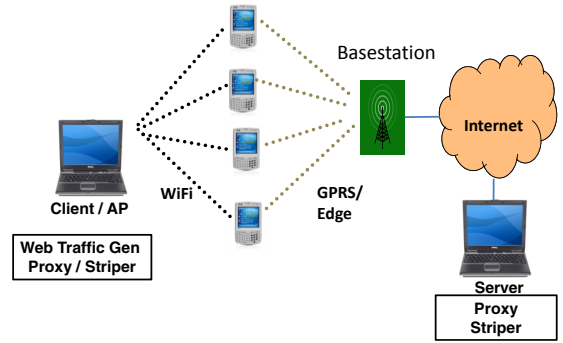 Basestation
Internet
Client / AP
WiFi
GPRS/
Edge
Web Traffic Gen
Proxy / Striper
Server
Proxy
Striper